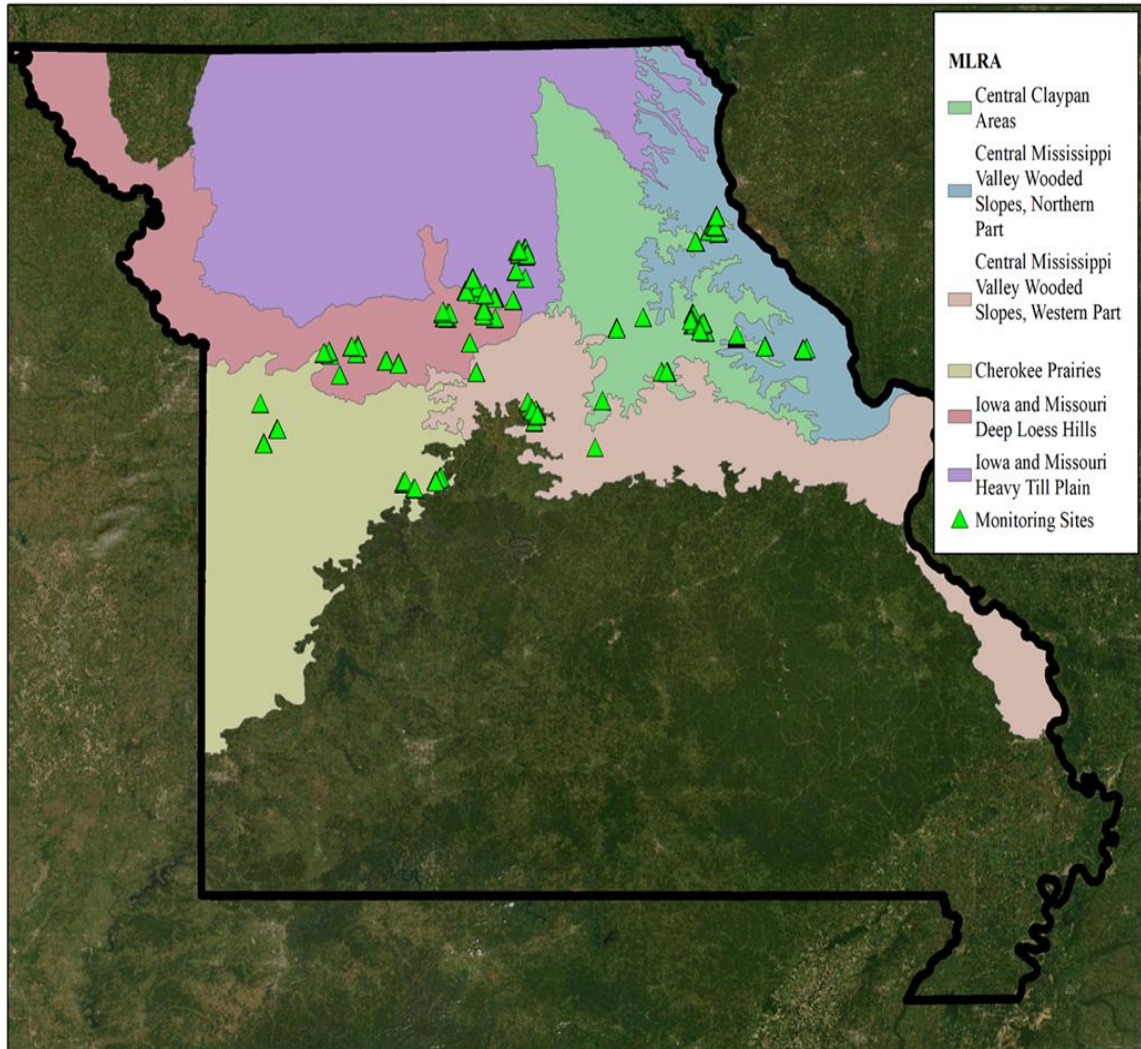 MLRA
Central Claypan
Areas
Central Mississippi
Valley Wooded
Slopes, Northern
Part
Central Mississippi
Valley Wooded
Slopes, Western Part
Cherokee Prairies
Iowa and Missouri
Deep Loess Hills
Iowa and Missouri
Heavy Till Plain
Monitoring Sites